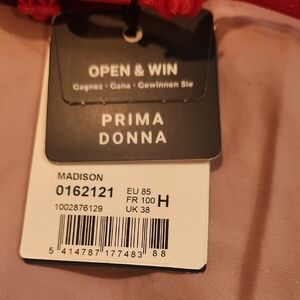 OPEN & WIN
Gagnez · Gana · Gewinnen Sie
PRIMA
DONNA
MADISON
0162121
1002876129
EU 85
FR 100 H
UK 38
5 414787 177483 88